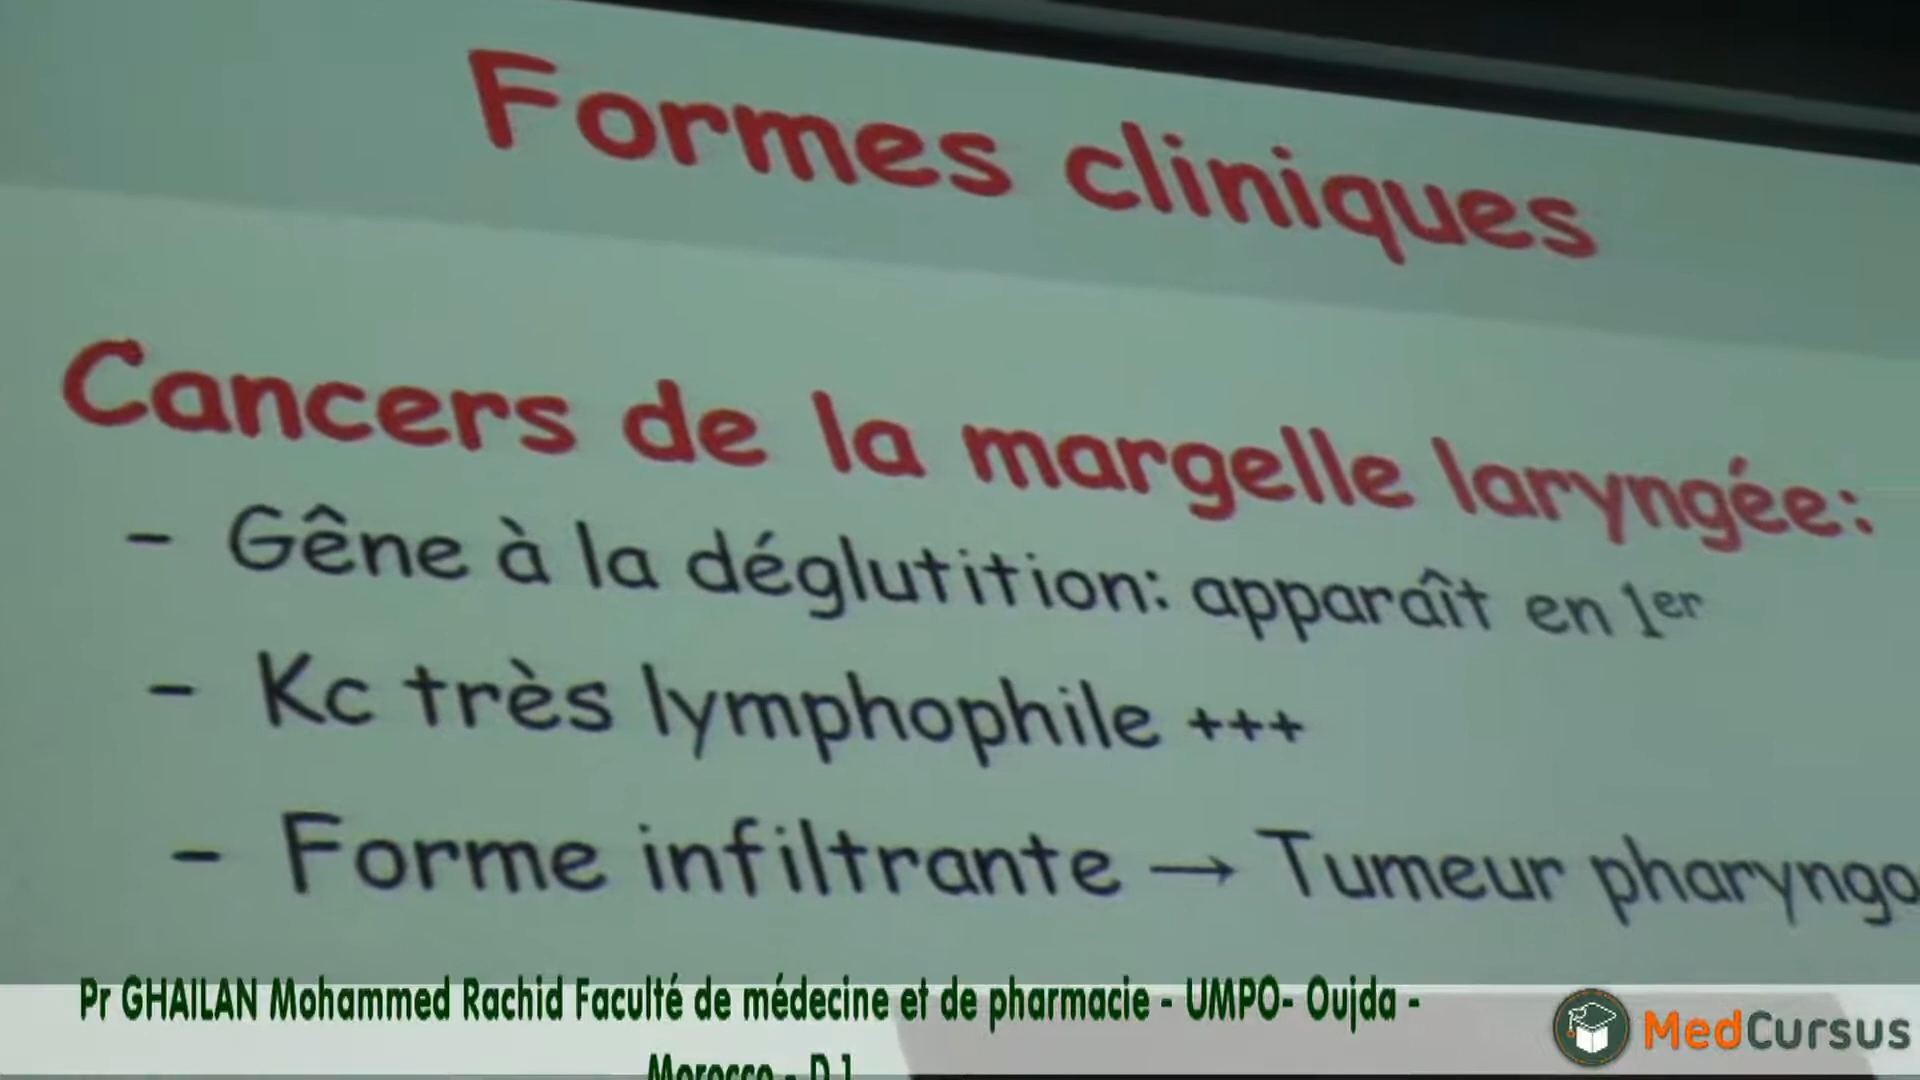 Formes cliniques
Cancers de la margelle laryngée:
- Gêne à la déglutition: apparaît en 1er
- Kc très lymphophile +++
- Forme infiltrante → Tumeur pharyngo
Pr GHAILAN Mohammed Rachid Faculté de médecine et de pharmacie - UMPO- Oujda -
Morocco - D 1
MedCursus